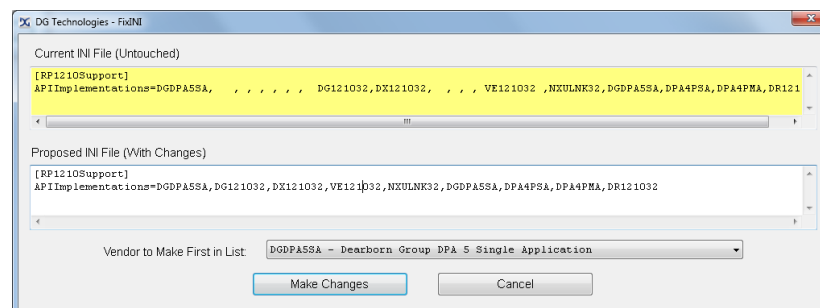 DG Technologies - FixINI
Current INI File (Untouched)
[RP1210Support]
APIImplementations=DGDPA5SA,   , , , , , ,  DG121032,DX121032,  , , , VE121032 ,NXULNK32,DGDPA5SA,DPA4PSA,DPA4PMA,DR121
Proposed INI File (With Changes)
[RP1210Support]
APIImplementations=DGDPA5SA,DG121032,DX121032,VE121032,NXULNK32,DGDPA5SA,DPA4PSA,DPA4PMA,DR121032
Vendor to Make First in List: DGDPA5SA - Dearborn Group DPA 5 Single Application
Make Changes Cancel